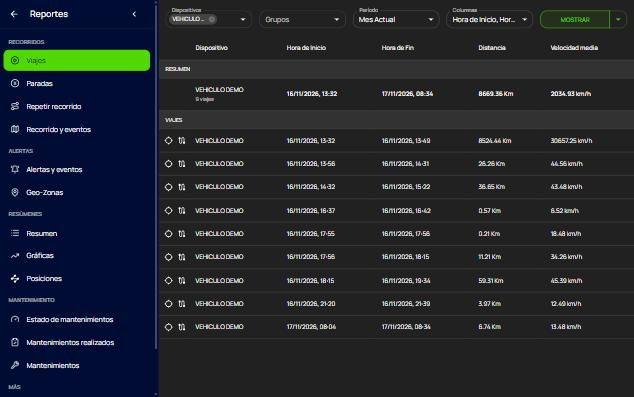 Reportes
RECORRIDOS
Viajes
Paradas
Repetir recorrido
Recorrido y eventos
ALERTAS
Alertas y eventos
Geo-Zonas
RESÚMENES
Resumen
Gráficas
Posiciones
MANTENIMIENTO
Estado de mantenimientos
Mantenimientos realizados
Mantenimientos
MÁS
Dispositivos
VEHICULO ...
Grupos
Período
Mes Actual
Columnas
Hora de Inicio, Hor...
MOSTRAR
Dispositivo Hora de Inicio Hora de Fin Distancia Velocidad media
RESUMEN
VEHICULO DEMO 16/11/2026, 13:32 17/11/2026, 08:34 8669.36 Km 2034.93 km/h
9 viajes
VIAJES
VEHICULO DEMO 16/11/2026, 13:32 16/11/2026, 13:49 8524.44 Km 30657.25 km/h
VEHICULO DEMO 16/11/2026, 13:56 16/11/2026, 14:31 26.26 Km 44.56 km/h
VEHICULO DEMO 16/11/2026, 14:32 16/11/2026, 15:22 36.65 Km 43.48 km/h
VEHICULO DEMO 16/11/2026, 16:37 16/11/2026, 16:42 0.57 Km 6.52 km/h
VEHICULO DEMO 16/11/2026, 17:55 16/11/2026, 17:56 0.21 Km 18.48 km/h
VEHICULO DEMO 16/11/2026, 17:56 16/11/2026, 18:15 11.21 Km 34.26 km/h
VEHICULO DEMO 16/11/2026, 18:15 16/11/2026, 19:34 59.31 Km 45.39 km/h
VEHICULO DEMO 16/11/2026, 21:20 16/11/2026, 21:39 3.97 Km 12.49 km/h
VEHICULO DEMO 17/11/2026, 08:04 17/11/2026, 08:34 6.74 Km 13.48 km/h